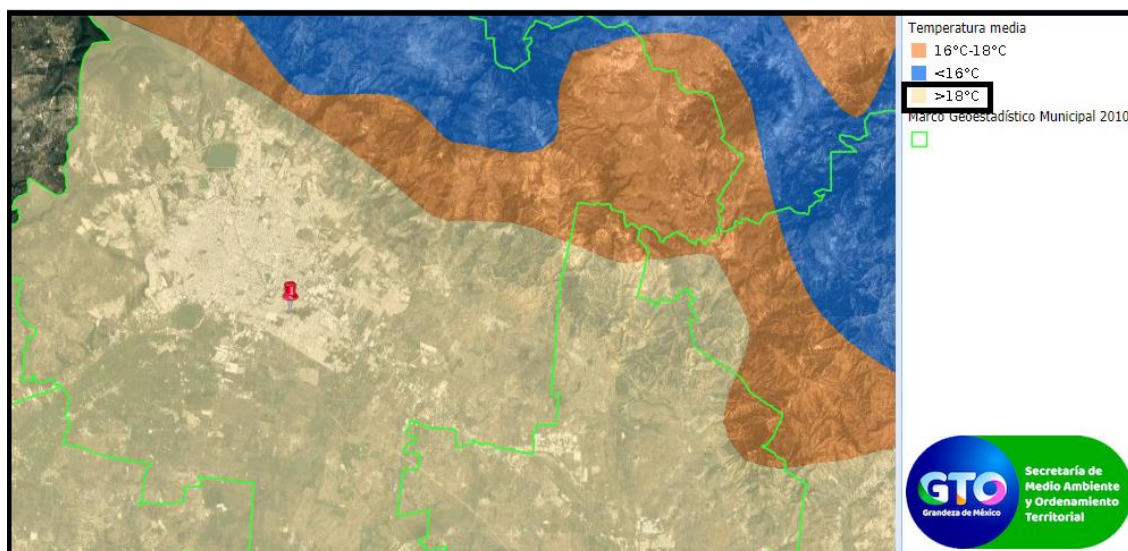 Temperatura media
16°C-18°C
<16°C
>18°C
Marco Geoestadístico Municipal 2010
GTO
Grandeza de México
Secretaría de
Medio Ambiente
y Ordenamiento
Territorial